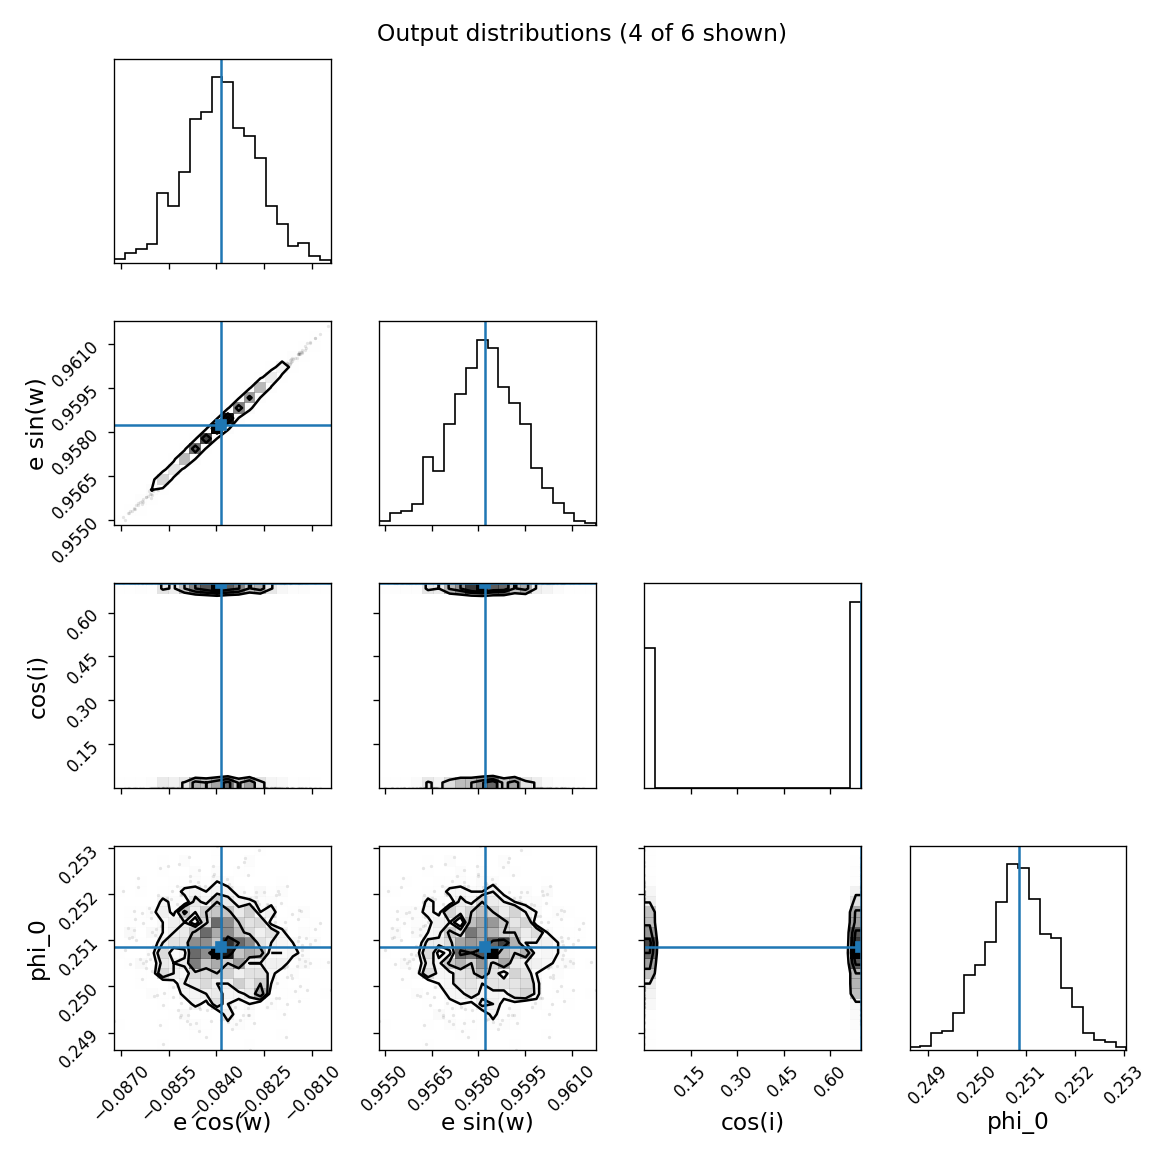 Output distributions (4 of 6 shown)
e sin(w)
0.9610
0.9595
0.9580
0.9565
0.9550
cos(i)
0.60
0.45
0.30
0.15
phi_0
0.253
0.252
0.251
0.250
0.249
−0.0870 −0.0855 −0.0840 −0.0825 −0.0810
0.9550 0.9565 0.9580 0.9595 0.9610
0.15 0.30 0.45 0.60
0.249 0.250 0.251 0.252 0.253
e cos(w) e sin(w) cos(i) phi_0